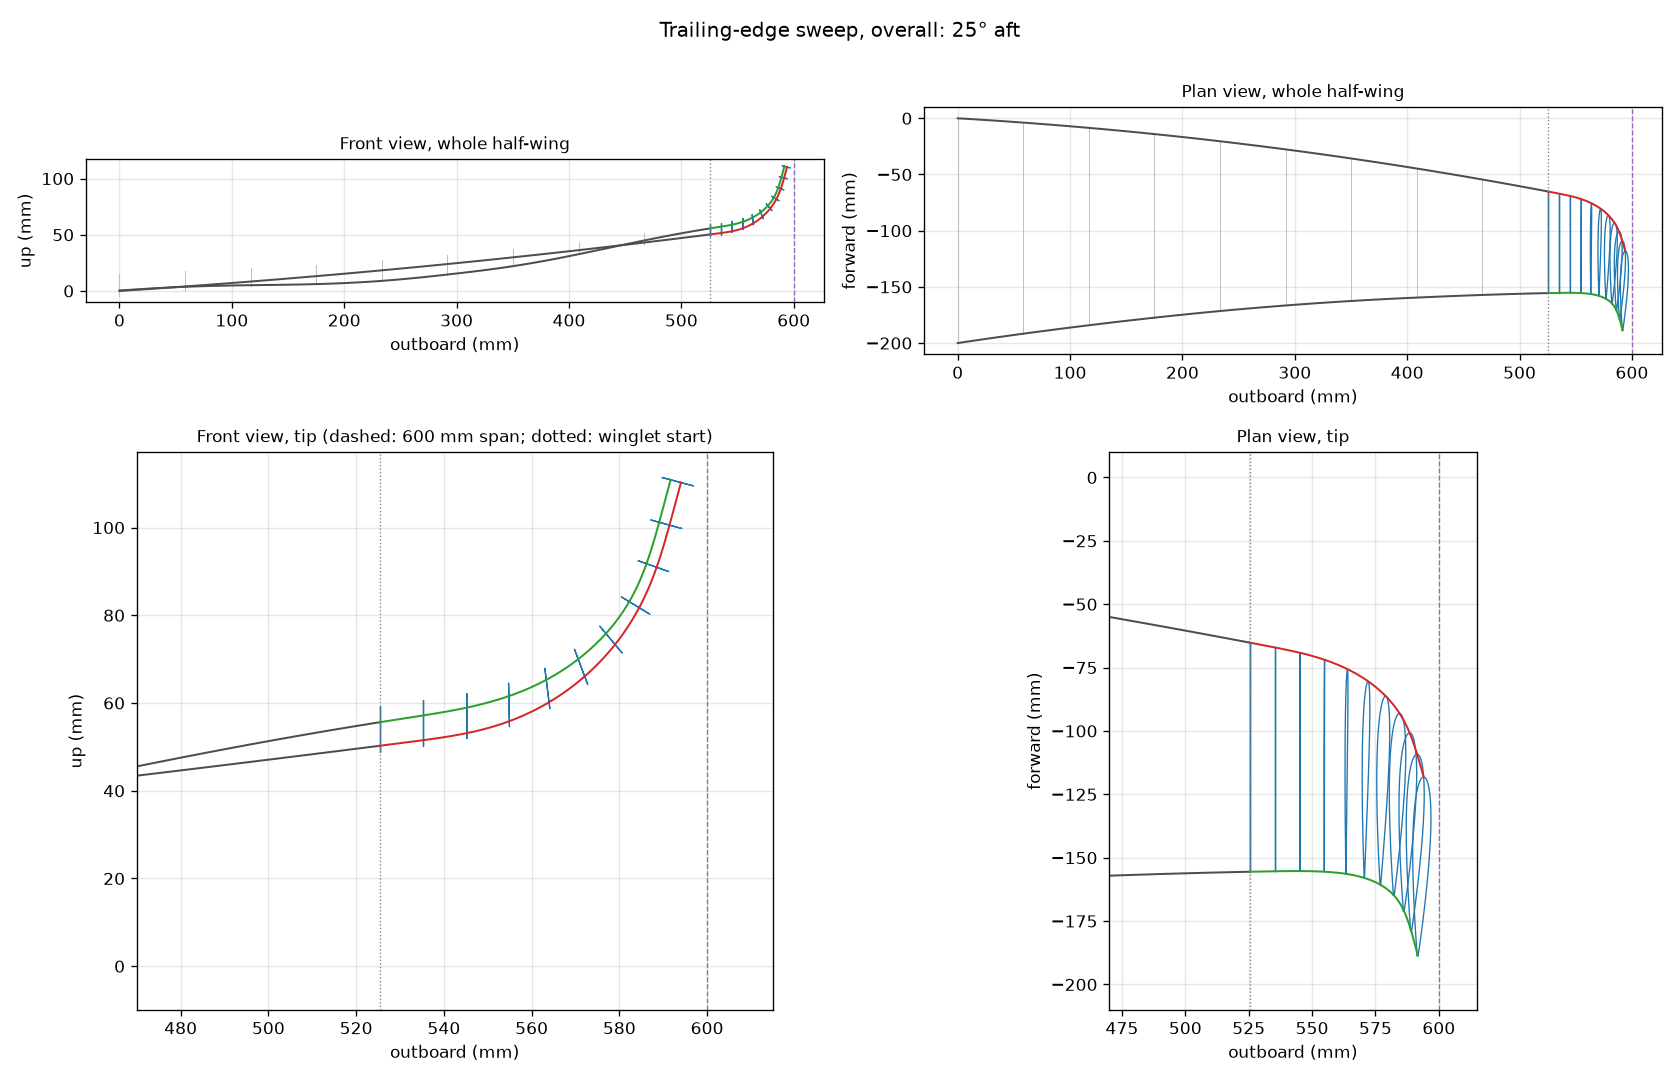 Trailing-edge sweep, overall: 25° aft
Front view, whole half-wing
100
50
0
up (mm)
0 100 200 300 400 500 600
outboard (mm)
Plan view, whole half-wing
0
−50
−100
−150
−200
forward (mm)
0 100 200 300 400 500 600
outboard (mm)
Front view, tip (dashed: 600 mm span; dotted: winglet start)
100
80
60
40
20
0
up (mm)
480 500 520 540 560 580 600
outboard (mm)
Plan view, tip
0
−25
−50
−75
−100
−125
−150
−175
−200
forward (mm)
475 500 525 550 575 600
outboard (mm)